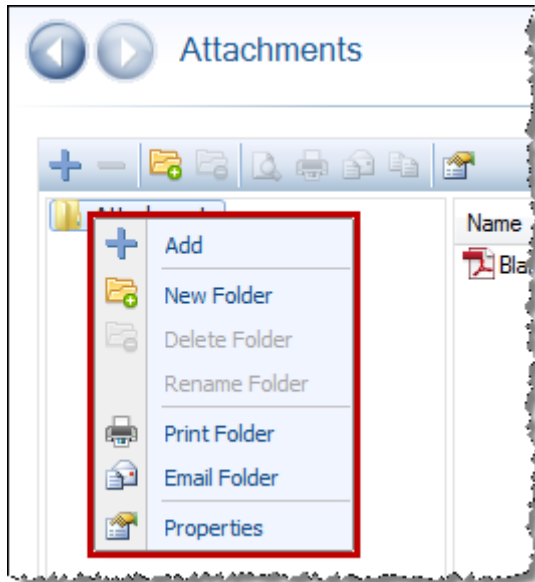 Attachments
Name
Add
New Folder
Delete Folder
Rename Folder
Print Folder
Email Folder
Properties